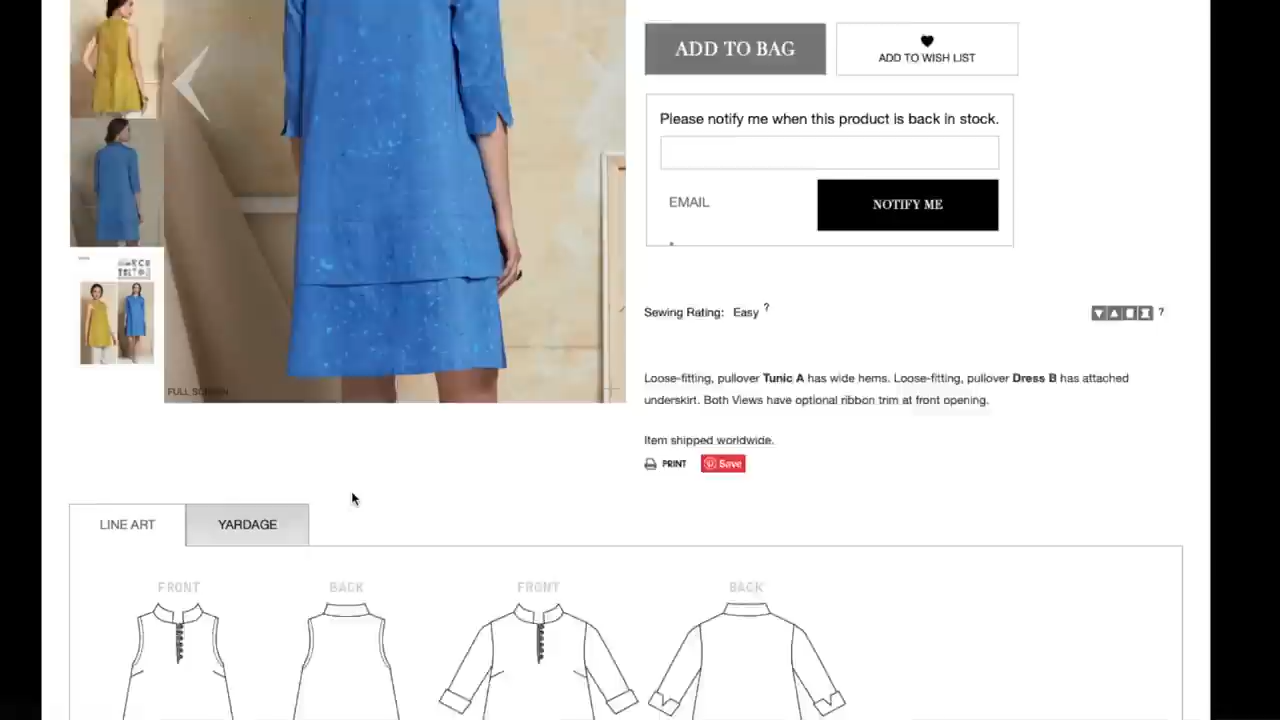 ADD TO BAG
ADD TO WISH LIST
Please notify me when this product is back in stock.
EMAIL
NOTIFY ME
*
Sewing Rating: Easy ?
?
FULL SCREEN
Loose-fitting, pullover Tunic A has wide hems. Loose-fitting, pullover Dress B has attached
underskirt. Both Views have optional ribbon trim at front opening.
Item shipped worldwide.
PRINT
Save
LINE ART
YARDAGE
FRONT
BACK
FRONT
BACK